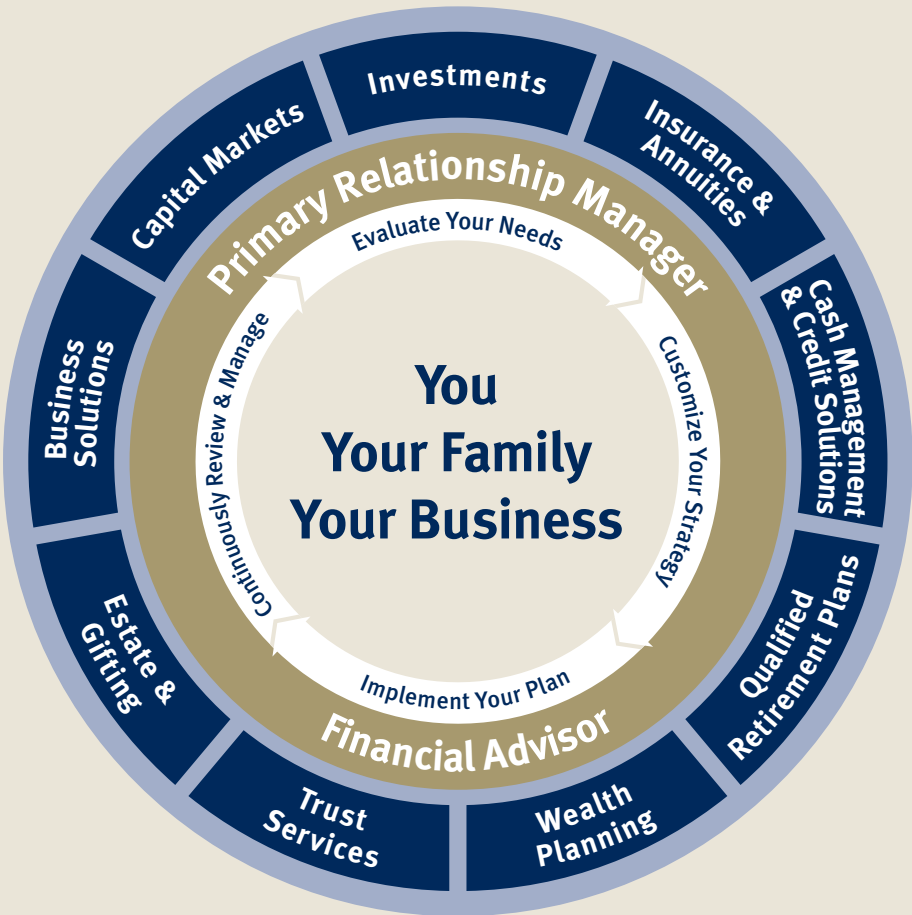 Investments
Insurance &
Annuities
Cash Management
& Credit Solutions
Qualified
Retirement Plans
Wealth
Planning
Trust
Services
Estate &
Gifting
Business
Solutions
Capital Markets
Primary Relationship Manager
Financial Advisor
Evaluate Your Needs
Customize Your Strategy
Implement Your Plan
Continuously Review & Manage
You
Your Family
Your Business